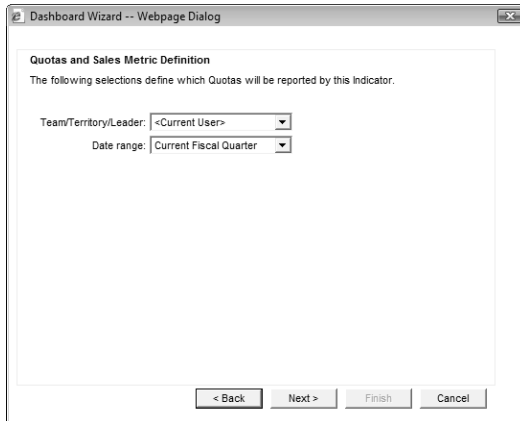 Dashboard Wizard -- Webpage Dialog
Quotas and Sales Metric Definition
The following selections define which Quotas will be reported by this Indicator.
Team/Territory/Leader: <Current User>
Date range: Current Fiscal Quarter
< Back Next > Finish Cancel